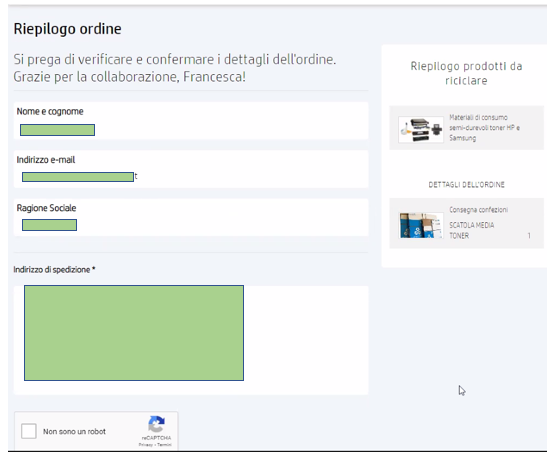 Riepilogo ordine
Si prega di verificare e confermare i dettagli dell'ordine.
Grazie per la collaborazione, Francesca!
Nome e cognome
Indirizzo e-mail
t
Ragione Sociale
Indirizzo di spedizione *
Non sono un robot
reCAPTCHA
Privacy - Termini
Riepilogo prodotti da
riciclare
Materiali di consumo
semi-durevoli toner HP e
Samsung
DETTAGLI DELL'ORDINE
Consegna confezioni
SCATOLA MEDIA
TONER 1